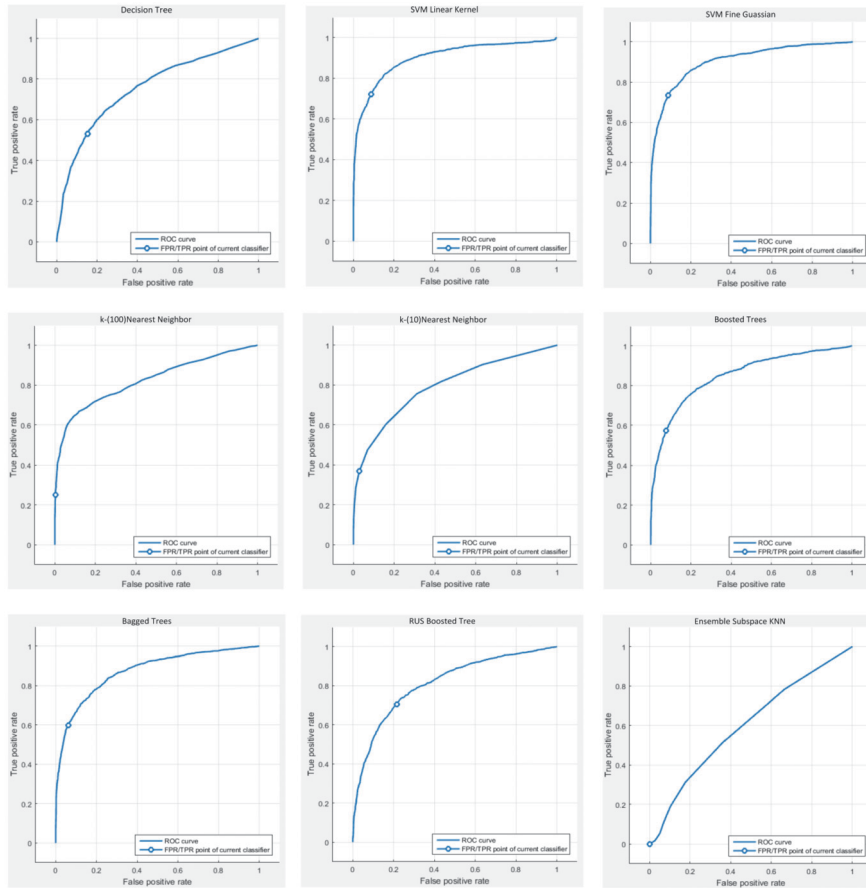 Decision Tree
1
0.8
0.6
0.4
0.2
0
True positive rate
ROC curve
FPR/TPR point of current classifier
0 0.2 0.4 0.6 0.8 1
False positive rate
SVM Linear Kernel
1
0.8
0.6
0.4
0.2
0
True positive rate
ROC curve
FPR/TPR point of current classifier
0 0.2 0.4 0.6 0.8 1
False positive rate
SVM Fine Guassian
1
0.8
0.6
0.4
0.2
0
True positive rate
ROC curve
FPR/TPR point of current classifier
0 0.2 0.4 0.6 0.8 1
False positive rate
k-(100)Nearest Neighbor
1
0.8
0.6
0.4
0.2
0
True positive rate
ROC curve
FPR/TPR point of current classifier
0 0.2 0.4 0.6 0.8 1
False positive rate
k-(10)Nearest Neighbor
1
0.8
0.6
0.4
0.2
0
True positive rate
ROC curve
FPR/TPR point of current classifier
0 0.2 0.4 0.6 0.8 1
False positive rate
Boosted Trees
1
0.8
0.6
0.4
0.2
0
True positive rate
ROC curve
FPR/TPR point of current classifier
0 0.2 0.4 0.6 0.8 1
False positive rate
Bagged Trees
1
0.8
0.6
0.4
0.2
0
True positive rate
ROC curve
FPR/TPR point of current classifier
0 0.2 0.4 0.6 0.8 1
False positive rate
RUS Boosted Tree
1
0.8
0.6
0.4
0.2
0
True positive rate
ROC curve
FPR/TPR point of current classifier
0 0.2 0.4 0.6 0.8 1
False positive rate
Ensemble Subspace KNN
1
0.8
0.6
0.4
0.2
0
True positive rate
ROC curve
FPR/TPR point of current classifier
0 0.2 0.4 0.6 0.8 1
False positive rate